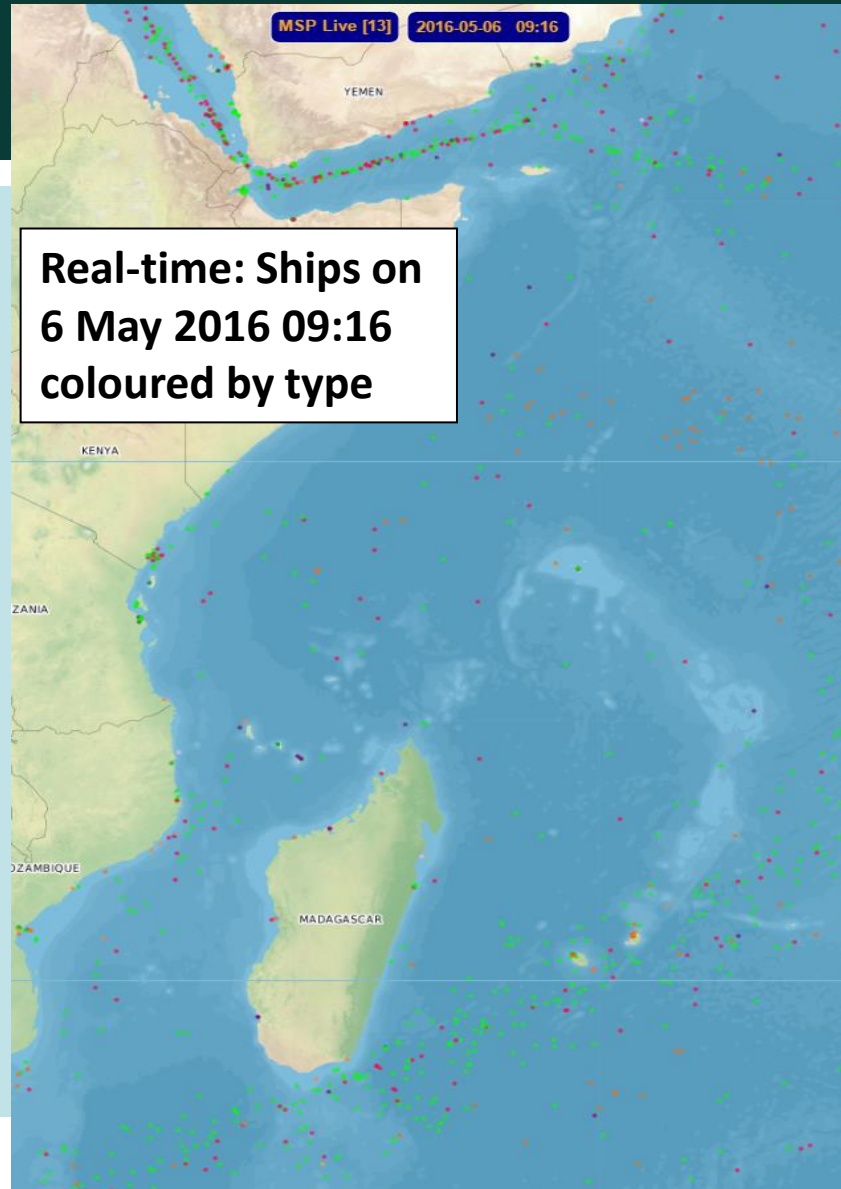 MSP Live [13] 2016-05-06 09:16
YEMEN
Real-time: Ships on
6 May 2016 09:16
coloured by type
KENYA
ZANIA
OZAMBIQUE
MADAGASCAR